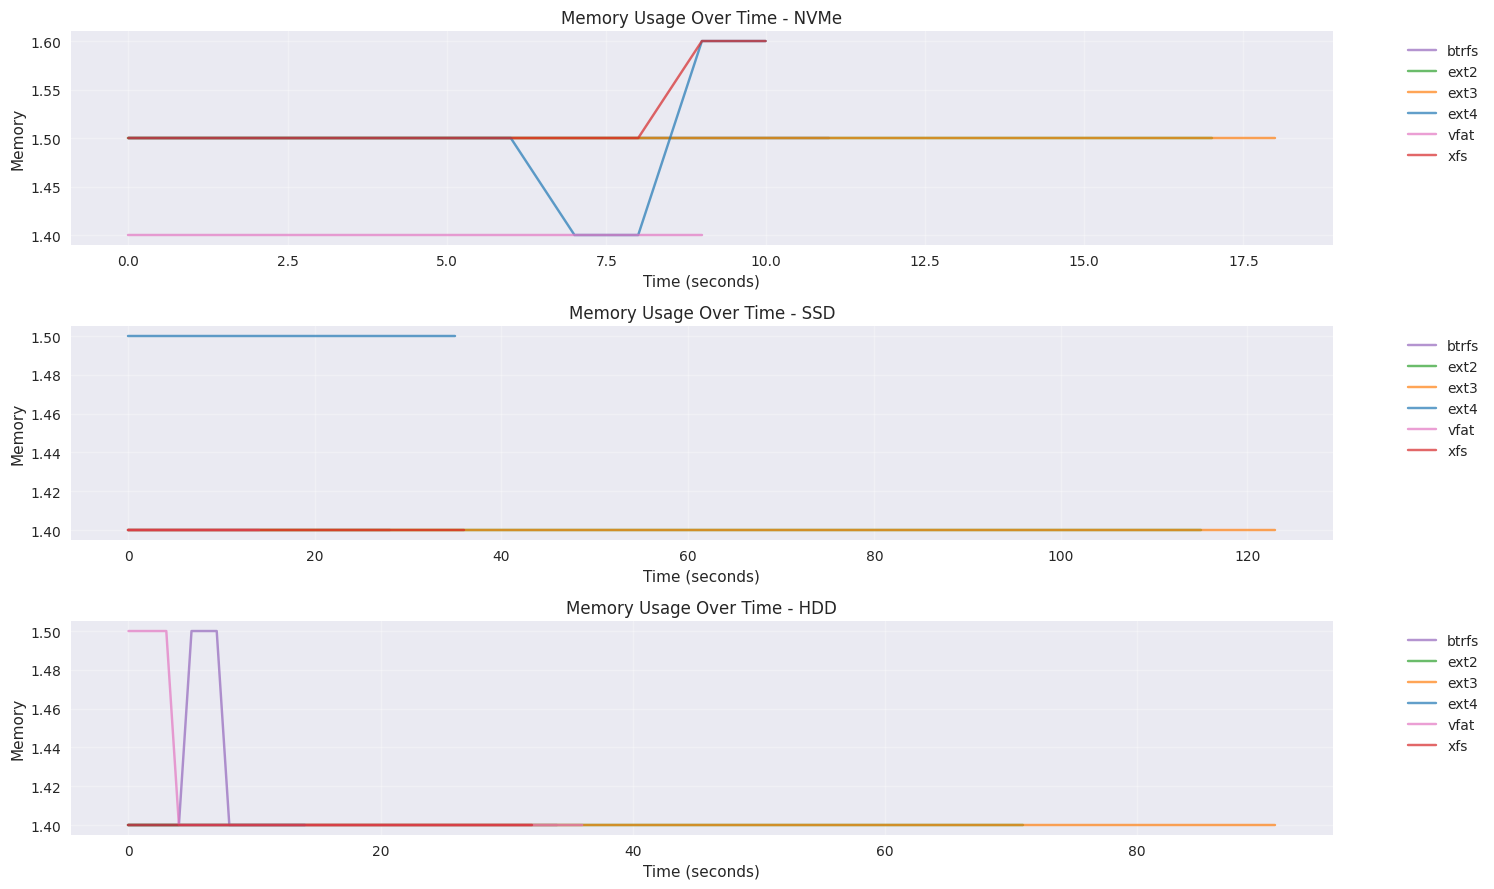 Memory Usage Over Time - NVMe
1.60
1.55
1.50
1.45
1.40
Memory
0.0 2.5 5.0 7.5 10.0 12.5 15.0 17.5
Time (seconds)
btrfs
ext2
ext3
ext4
vfat
xfs
Memory Usage Over Time - SSD
1.50
1.48
1.46
1.44
1.42
1.40
Memory
0 20 40 60 80 100 120
Time (seconds)
btrfs
ext2
ext3
ext4
vfat
xfs
Memory Usage Over Time - HDD
1.50
1.48
1.46
1.44
1.42
1.40
Memory
0 20 40 60 80
Time (seconds)
btrfs
ext2
ext3
ext4
vfat
xfs